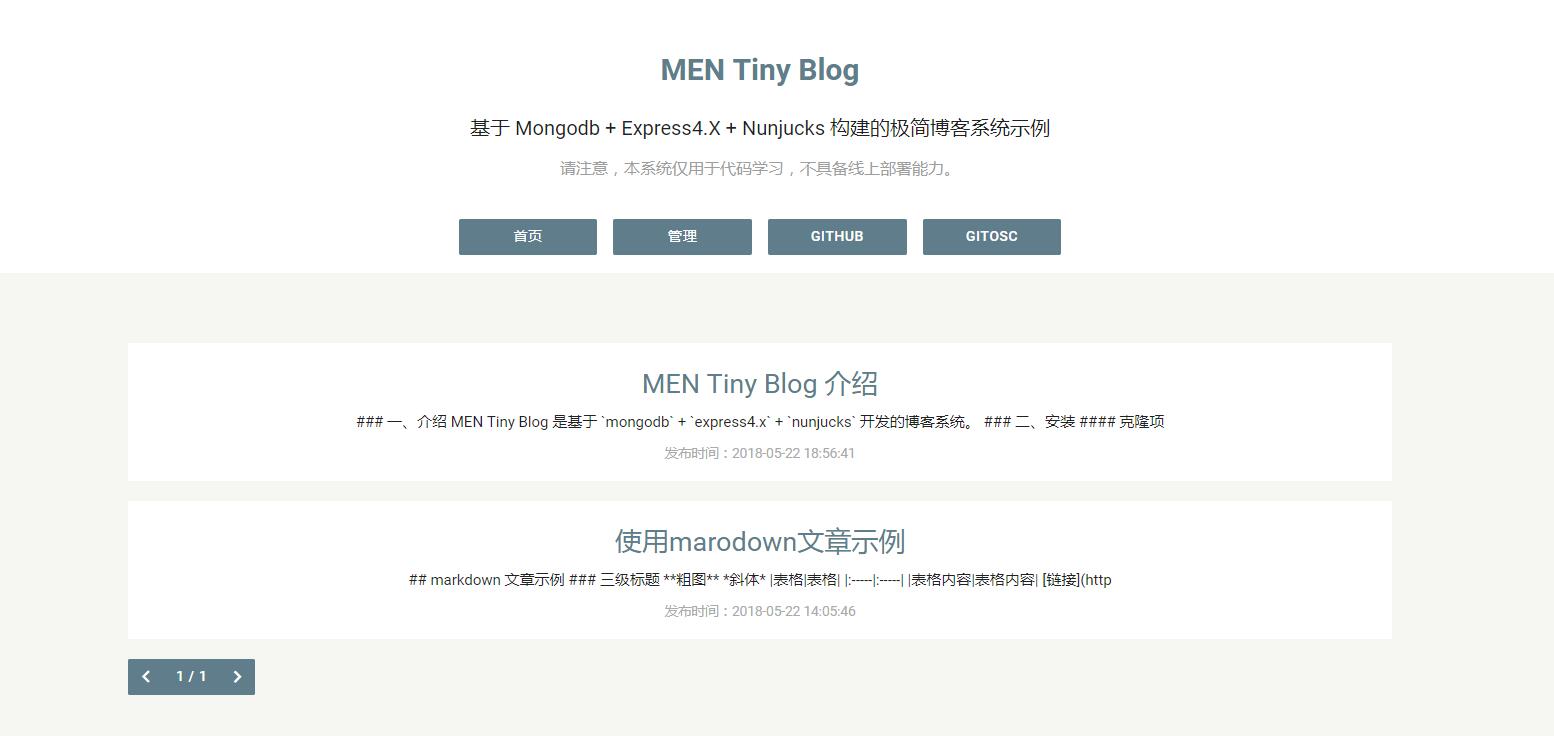 MEN Tiny Blog
基于 Mongodb + Express4.X + Nunjucks 构建的极简博客系统示例
请注意，本系统仅用于代码学习，不具备线上部署能力。
首页 管理 GITHUB GITOSC
MEN Tiny Blog 介绍
### 一、介绍 MEN Tiny Blog 是基于 `mongodb` + `express4.x` + `nunjucks` 开发的博客系统。 ### 二、安装 #### 克隆项
发布时间：2018-05-22 18:56:41
使用marodown文章示例
## markdown 文章示例 ### 三级标题 **粗图** *斜体* |表格|表格| |:-----|:-----| |表格内容|表格内容| [链接](http
发布时间：2018-05-22 14:05:46
1 / 1